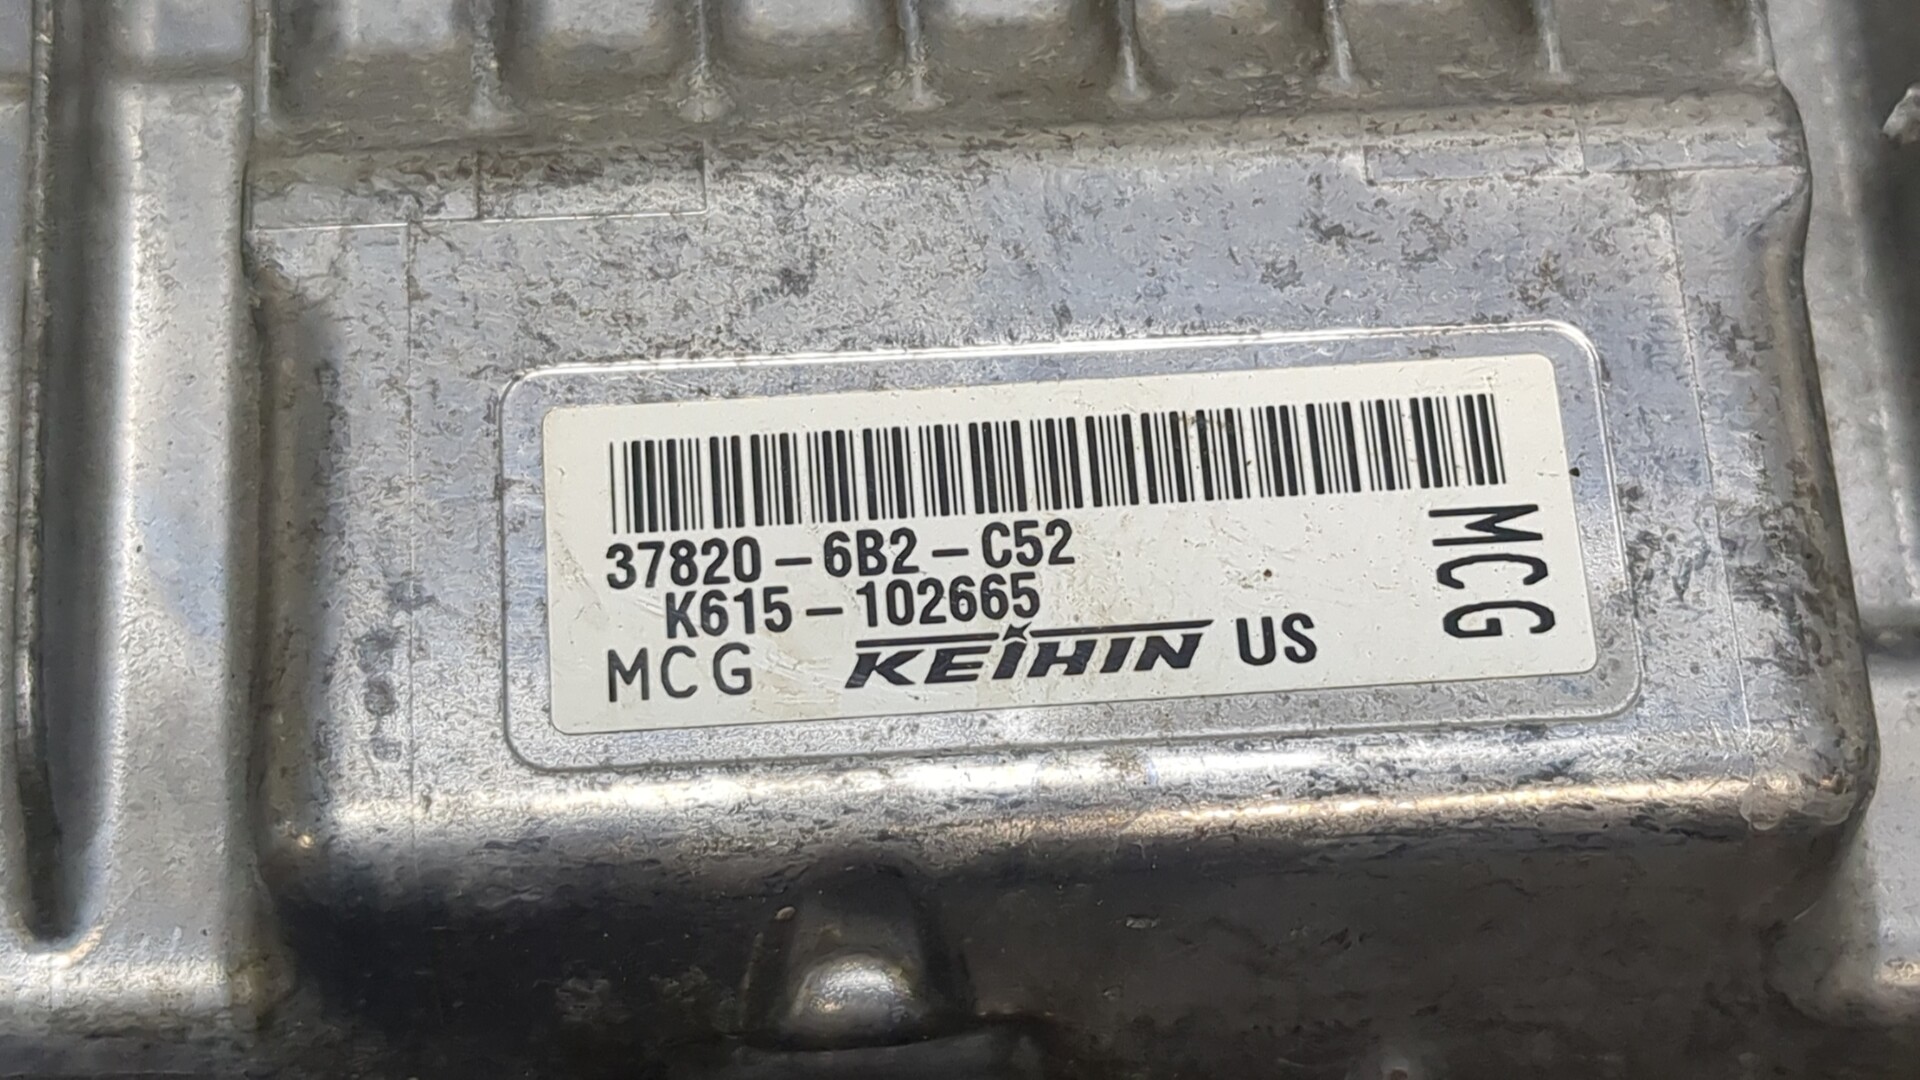 37820-6B2-C52
K615-102665
MCG KEIHIN US
MCG